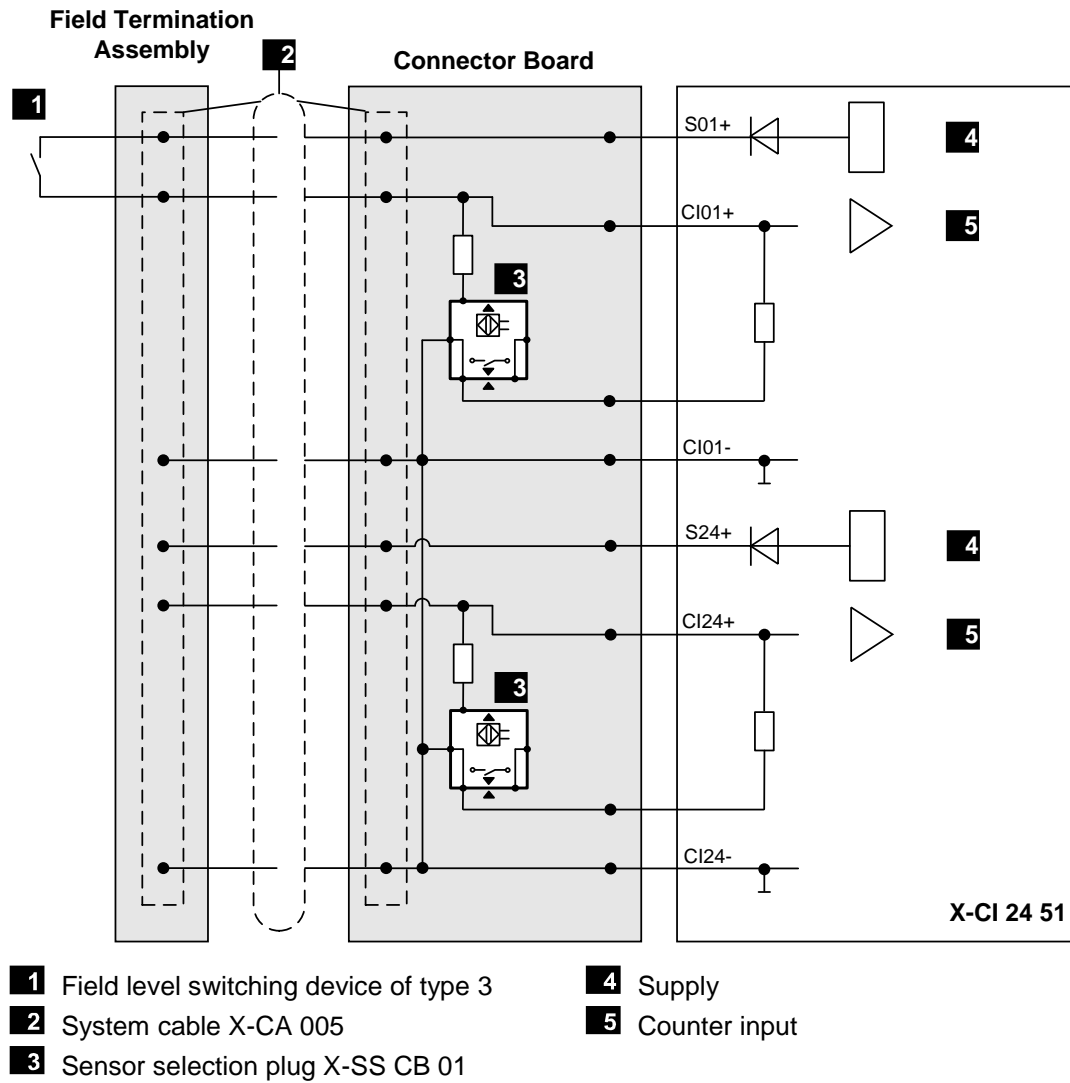 Field Termination
Assembly
2
Connector Board
1
S01+
4
CI01+
5
3
CI01-
S24+
4
CI24+
5
3
CI24-
X-CI 24 51
1 Field level switching device of type 3
2 System cable X-CA 005
3 Sensor selection plug X-SS CB 01
4 Supply
5 Counter input